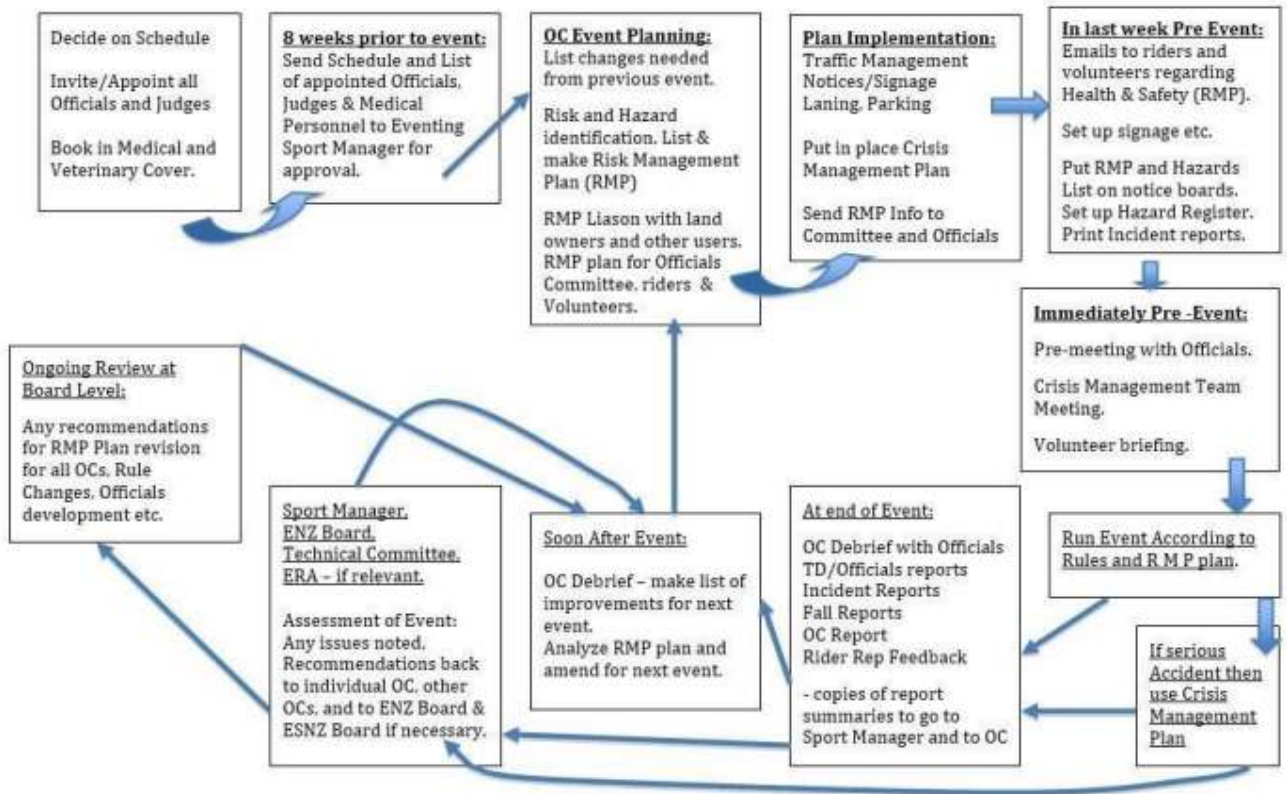 Decide on Schedule
Invite/Appoint all
Officials and Judges
Book in Medical and
Veterinary Cover.
8 weeks prior to event:
Send Schedule and List
of appointed Officials,
Judges & Medical
Personnel to Eventing
Sport Manager for
approval.
OC Event Planning:
List changes needed
from previous event.
Risk and Hazard
identification. List &
make Risk Management
Plan (RMP)
RMP Liason with land
owners and other users.
RMP plan for Officials
Committee, riders &
Volunteers.
Plan Implementation:
Traffic Management
Notices/Signage
Laning, Parking
Put in place Crisis
Management Plan
Send RMP Info to
Committee and Officials
In last week Pre Event:
Emails to riders and
volunteers regarding
Health & Safety (RMP).
Set up signage etc.
Put RMP and Hazards
List on notice boards.
Set up Hazard Register.
Print Incident reports.
Immediately Pre -Event:
Pre-meeting with Officials.
Crisis Management Team
Meeting.
Volunteer briefing.
Run Event According to
Rules and R M P plan.
If serious
Accident then
use Crisis
Management
Plan
At end of Event:
OC Debrief with Officials
TD/Officials reports
Incident Reports
Fall Reports
OC Report
Rider Rep Feedback
- copies of report
summaries to go to
Sport Manager and to OC
Soon After Event:
OC Debrief – make list of
improvements for next
event.
Analyze RMP plan and
amend for next event.
Sport Manager,
ENZ Board,
Technical Committee,
ERA – if relevant.
Assessment of Event:
Any issues noted,
Recommendations back
to individual OC, other
OCs, and to ENZ Board &
ESNZ Board if necessary.
Ongoing Review at
Board Level:
Any recommendations
for RMP Plan revision
for all OCs, Rule
Changes, Officials
development etc.